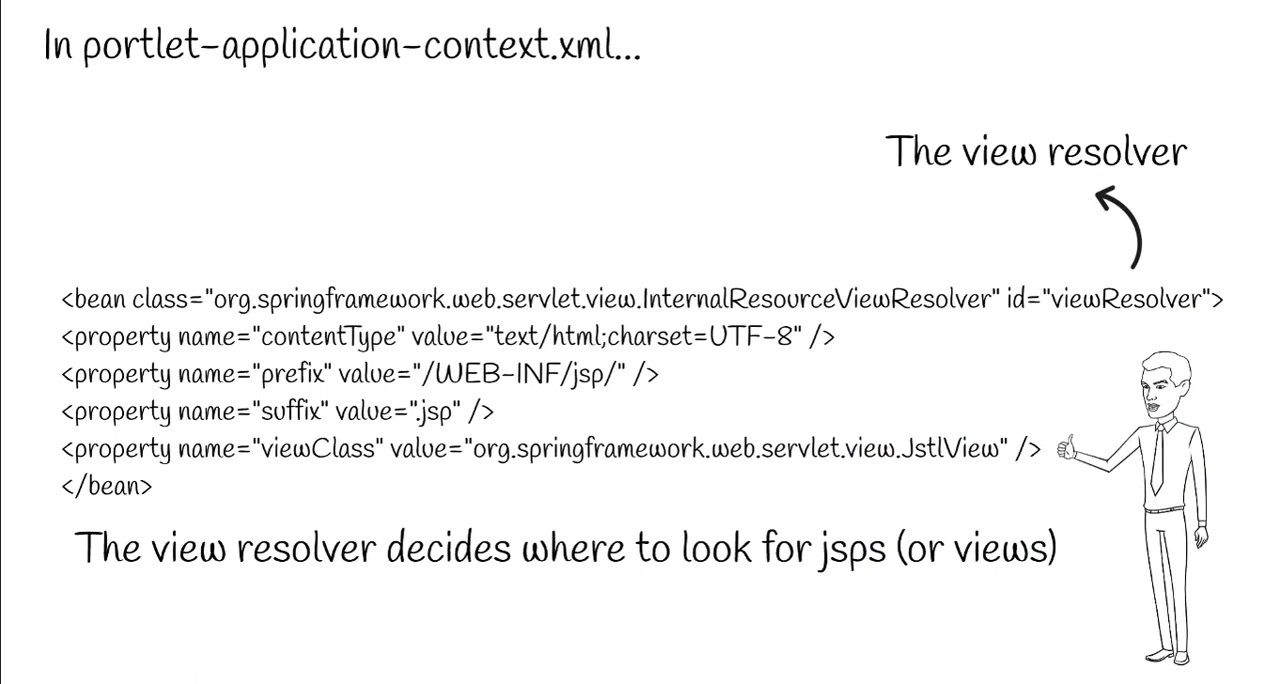 In portlet-application-context.xml...
The view resolver
<bean class="org.springframework.web.servlet.view.InternalResourceViewResolver" id="viewResolver">
<property name="contentType" value="text/html;charset=UTF-8" />
<property name="prefix" value="/WEB-INF/jsp/" />
<property name="suffix" value=".jsp" />
<property name="viewClass" value="org.springframework.web.servlet.view.JstlView" />
</bean>
The view resolver decides where to look for jsps (or views)